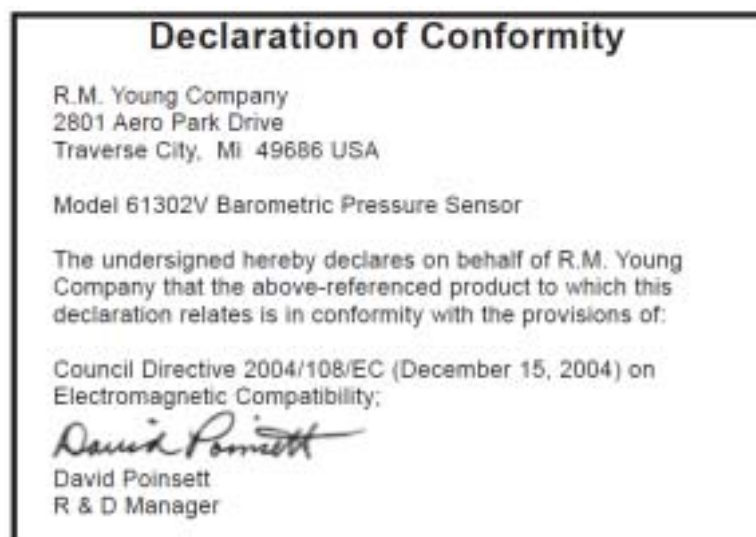 Declaration of Conformity
R.M. Young Company
2801 Aero Park Drive
Traverse City, Mi 49686 USA
Model 61302V Barometric Pressure Sensor
The undersigned hereby declares on behalf of R.M. Young
Company that the above-referenced product to which this
declaration relates is in conformity with the provisions of:
Council Directive 2004/108/EC (December 15, 2004) on
Electromagnetic Compatibility;
David Poinsett
David Poinsett
R & D Manager